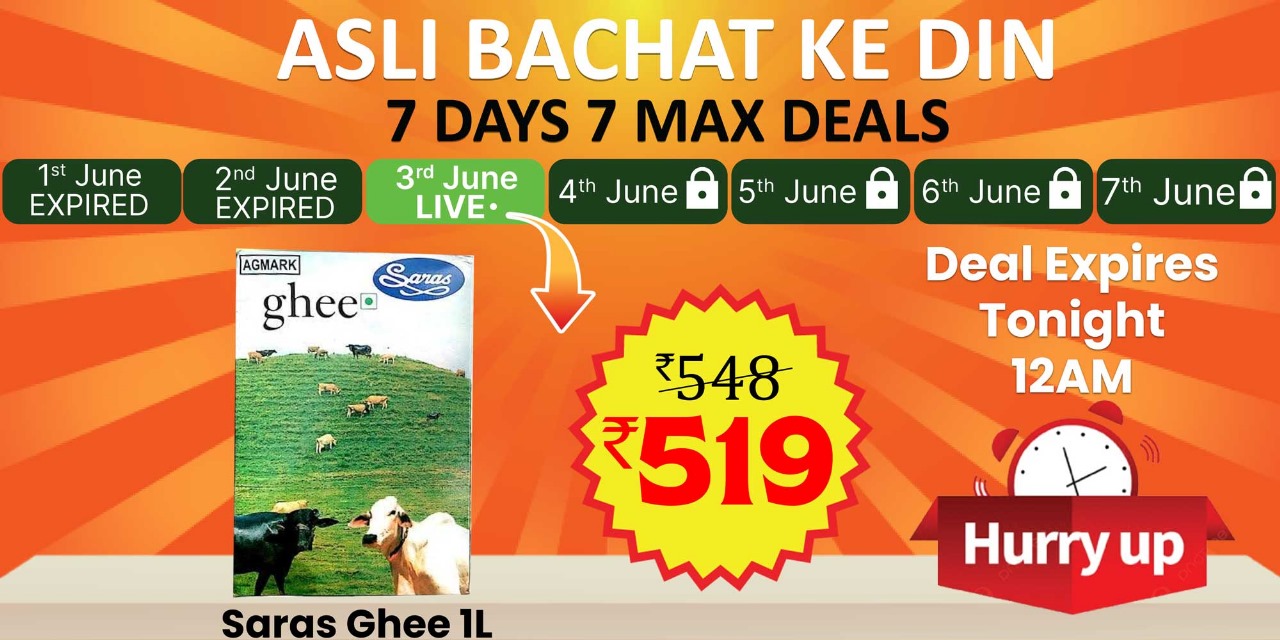 ASLI BACHAT KE DIN
7 DAYS 7 MAX DEALS
1st June
EXPIRED
2nd June
EXPIRED
3rd June
LIVE•
4th June
5th June
6th June
7th June
AGMARK
Saras
ghee
₹548
₹519
Deal Expires
Tonight
12AM
Hurry up
Saras Ghee 1L